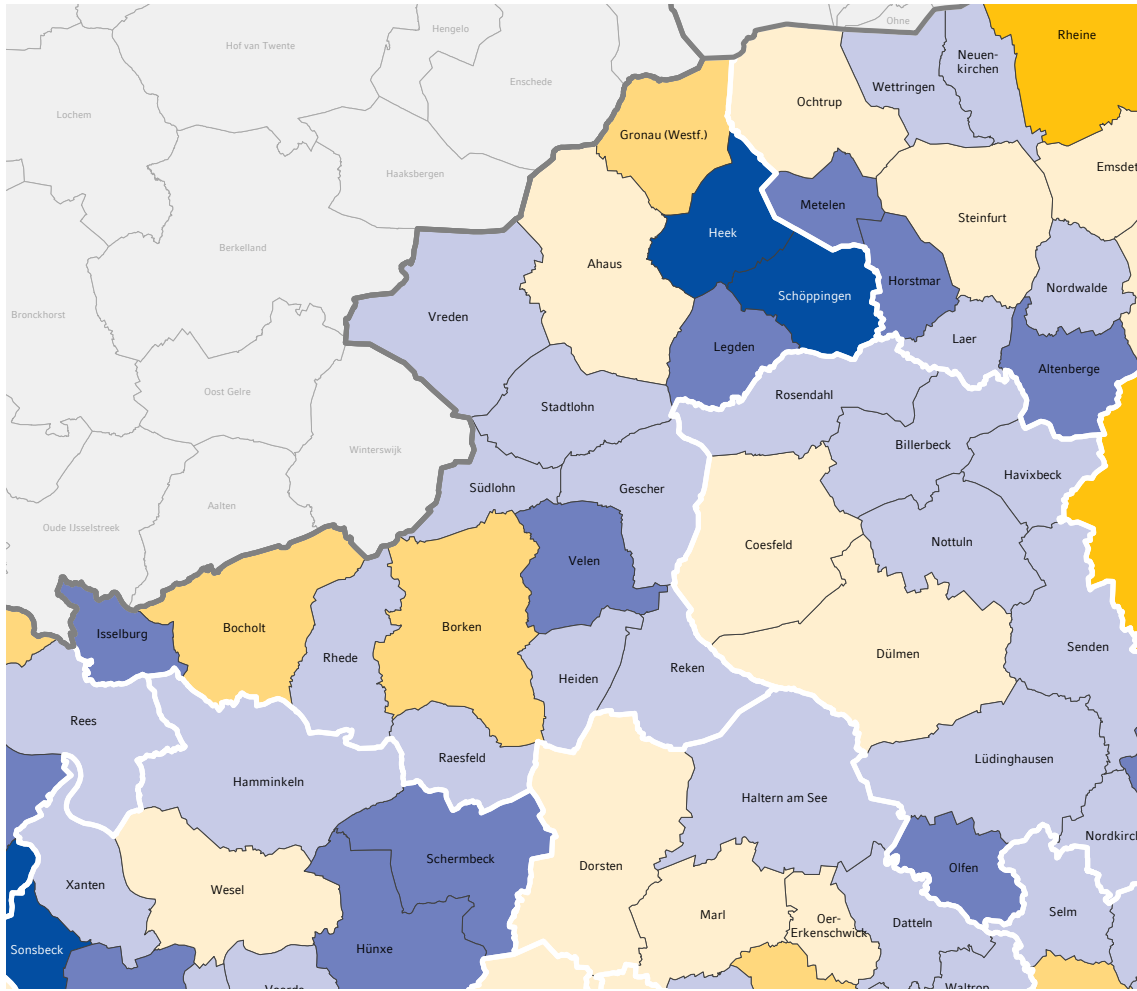 Ohne
Hengelo
Rheine
Hof van Twente
Neuen-
kirchen
Enschede
Wettringen
Ochtrup
Lochem
Gronau (Westf.)
Haaksbergen
Emsdet
Metelen
Steinfurt
Heek
Berkelland
Ahaus
Horstmar
Nordwalde
Schöppingen
Bronckhorst
Vreden
Laer
Legden
Altenberge
Oost Gelre
Rosendahl
Stadtlohn
Billerbeck
Winterswijk
Havixbeck
Südlohn
Gescher
Aalten
Oude IJsselstreek
Coesfeld
Nottuln
Velen
Isselburg
Bocholt
Borken
Senden
Dülmen
Rhede
Reken
Heiden
Rees
Raesfeld
Lüdinghausen
Hamminkeln
Haltern am See
Nordkirch
Schermbeck
Dorsten
Olfen
Xanten
Wesel
Selm
Marl
Oer-
Erkenschwick
Datteln
Sonsbeck
Hünxe
Waltrop
Voerde